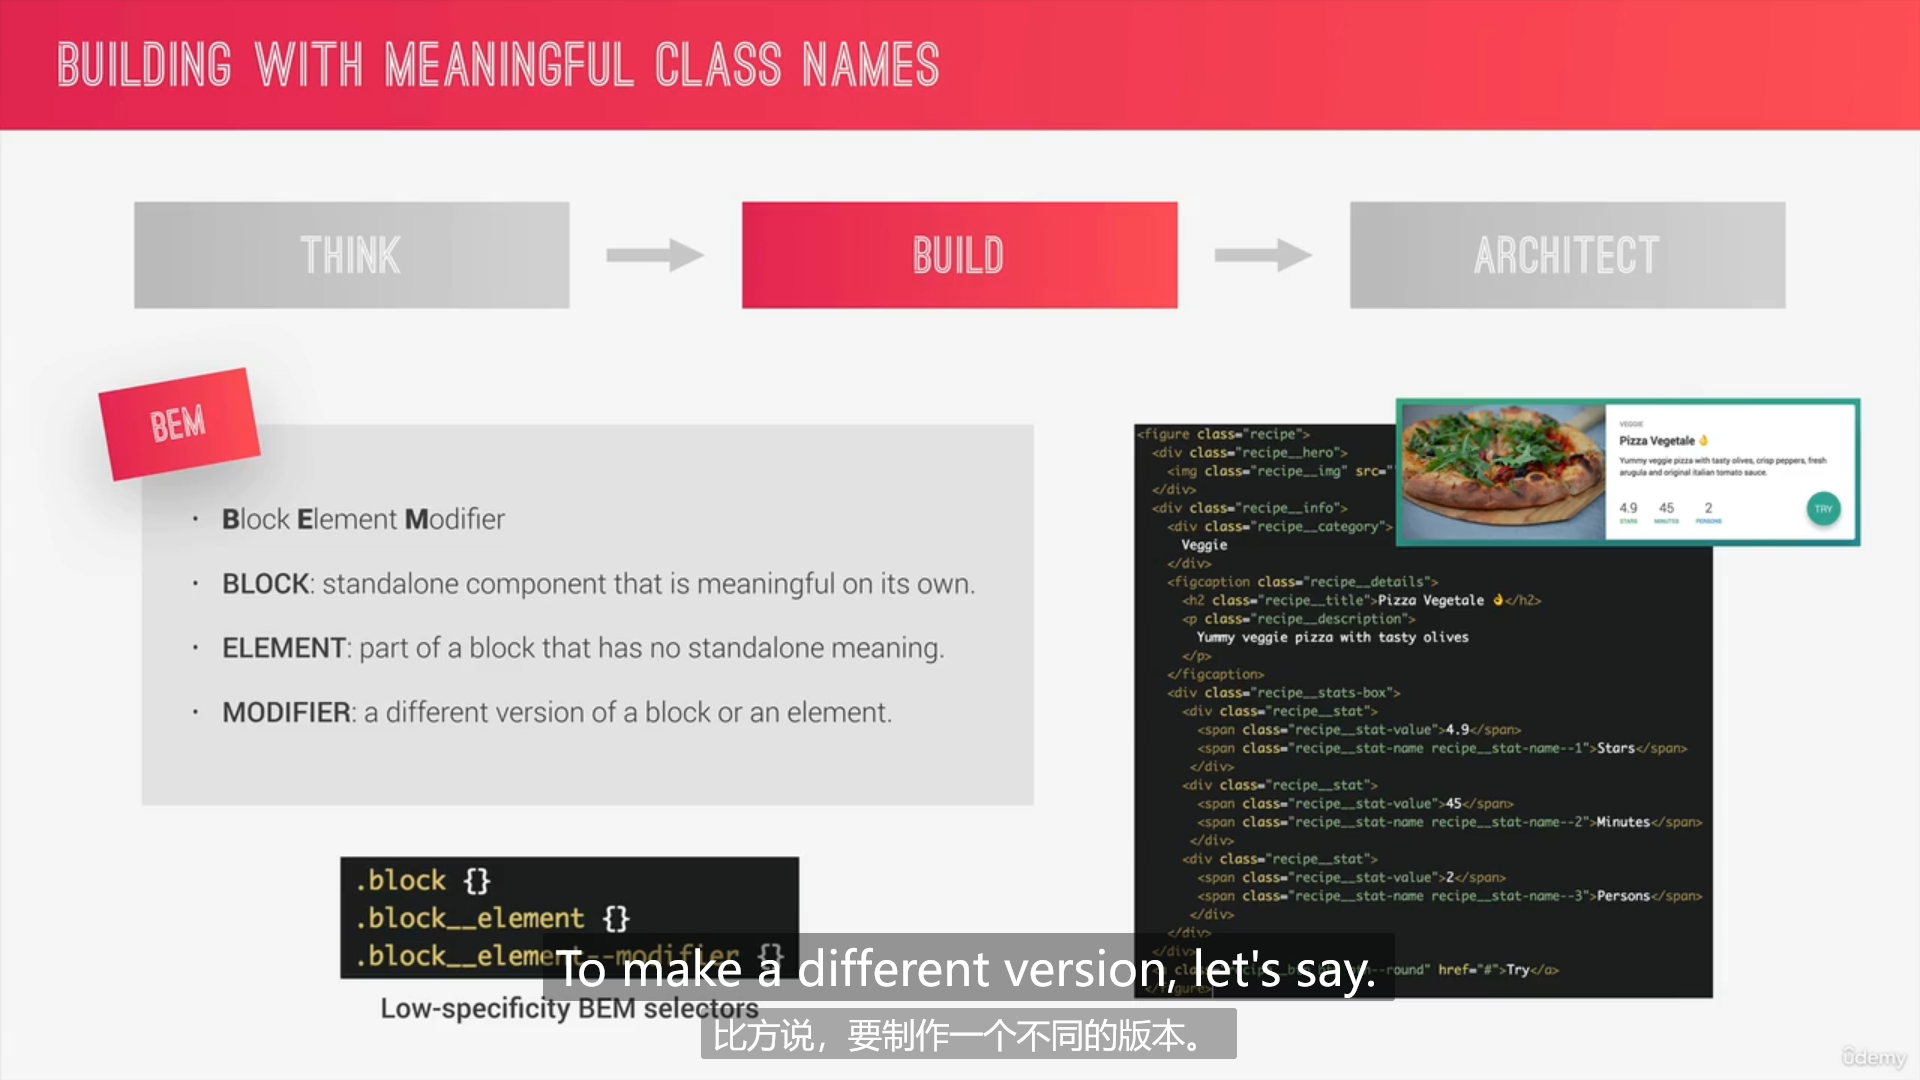 BUILDING WITH MEANINGFUL CLASS NAMES
THINK
BUILD
ARCHITECT
BEM
· Block Element Modifier
· BLOCK: standalone component that is meaningful on its own.
· ELEMENT: part of a block that has no standalone meaning.
· MODIFIER: a different version of a block or an element.
.block {}
.block__element {}
.block__element--modifier {}
Low-specificity BEM selectors
<figure class="recipe">
<div class="recipe__hero">
<img class="recipe__img" src="
</div>
<div class="recipe__info">
<div class="recipe__category">
Veggie
</div>
<figcaption class="recipe__details">
<h2 class="recipe__title">Pizza Vegetale 👌</h2>
<p class="recipe__description">
Yummy veggie pizza with tasty olives
</p>
</figcaption>
<div class="recipe__stats-box">
<div class="recipe__stat">
<span class="recipe__stat-value">4.9</span>
<span class="recipe__stat-name recipe__stat-name--1">Stars</span>
</div>
<div class="recipe__stat">
<span class="recipe__stat-value">45</span>
<span class="recipe__stat-name recipe__stat-name--2">Minutes</span>
</div>
<div class="recipe__stat">
<span class="recipe__stat-value">2</span>
<span class="recipe__stat-name recipe__stat-name--3">Persons</span>
</div>
</div>
</div>
-round" href="#">Try</a>
</figure>
VEGGIE
Pizza Vegetale 👌
Yummy veggie pizza with tasty olives, crisp peppers, fresh
arugula and original italian tomato sauce.
4.9 45 2
STARS MINUTES PERSONS
TRY
To make a different version, let's say.
比方说，要制作一个不同的版本。
ûdemy